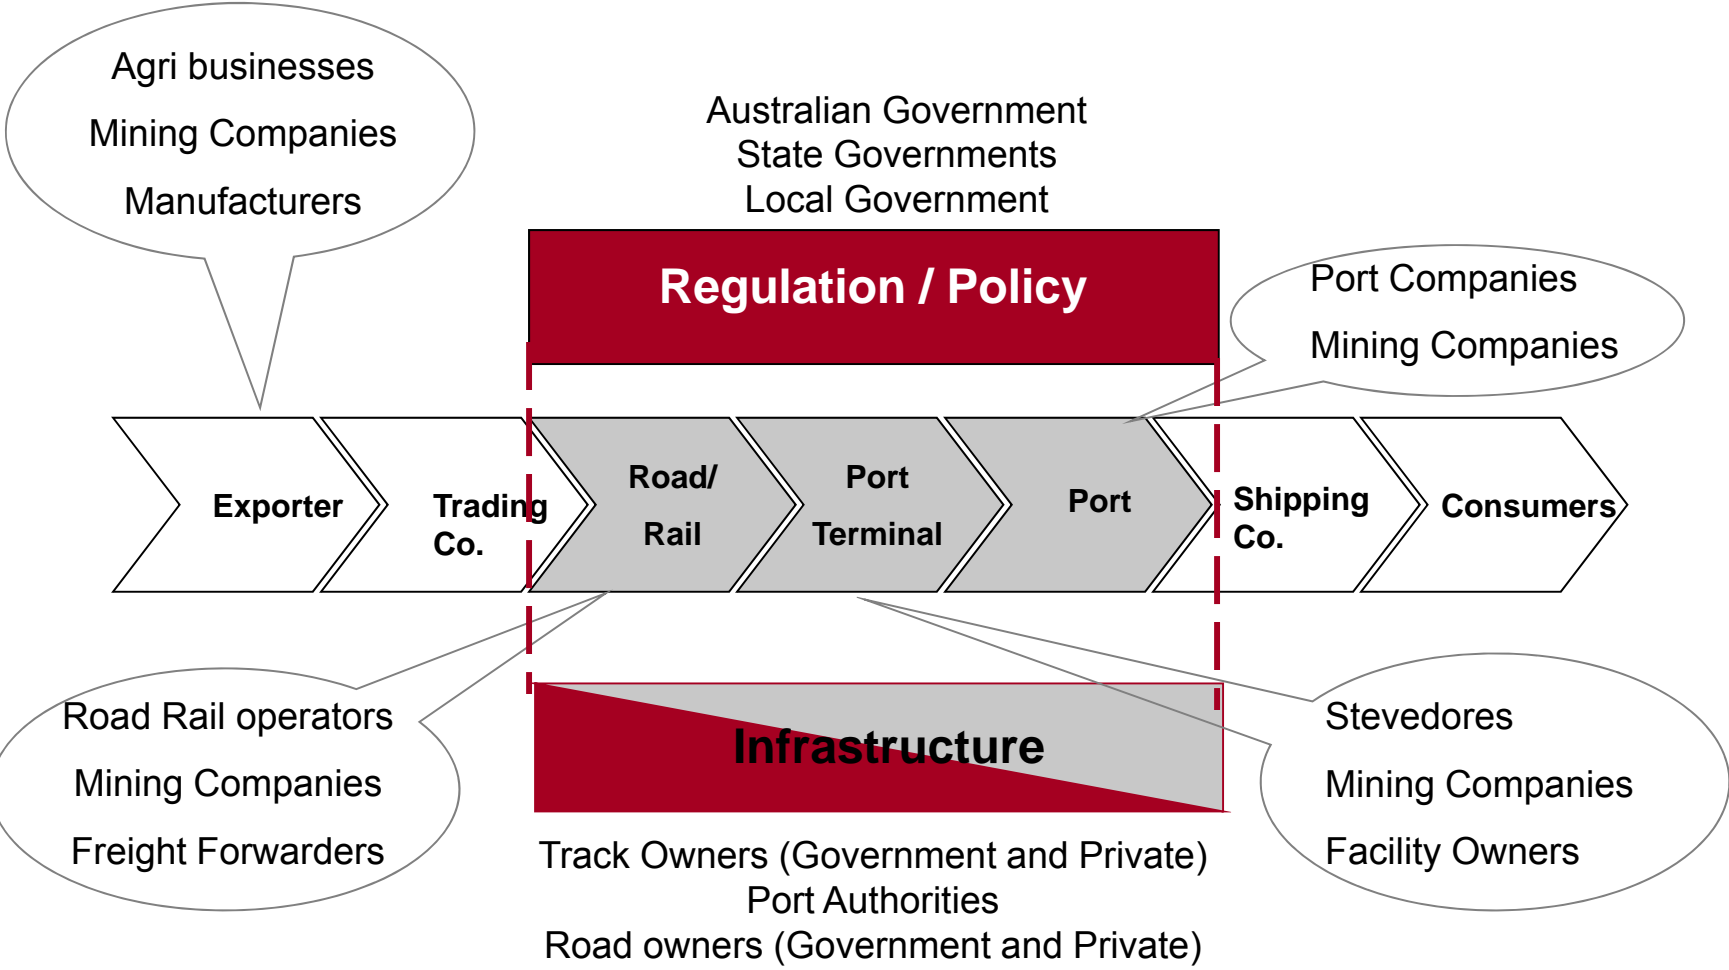 Agri businesses
Mining Companies
Manufacturers
Australian Government
State Governments
Local Government
Regulation / Policy
Port Companies
Mining Companies
Exporter
Trading
Co.
Road/
Rail
Port
Terminal
Port
Shipping
Co.
Consumers
Road Rail operators
Mining Companies
Freight Forwarders
Infrastructure
Stevedores
Mining Companies
Facility Owners
Track Owners (Government and Private)
Port Authorities
Road owners (Government and Private)